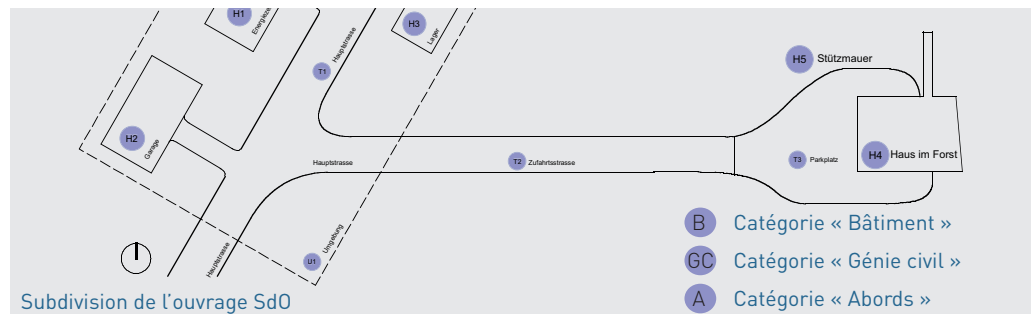 H1
Energieze
H3
Lager
Hauptstrasse
T1
H5 Stützmauer
H2
Garage
Hauptstrasse
T2 Zufahrtsstrasse
T3 Parkplatz
H4 Haus im Forst
Hauptstrasse
U1 Umgebung
B Catégorie « Bâtiment »
GC Catégorie « Génie civil »
A Catégorie « Abords »
Subdivision de l'ouvrage SdO